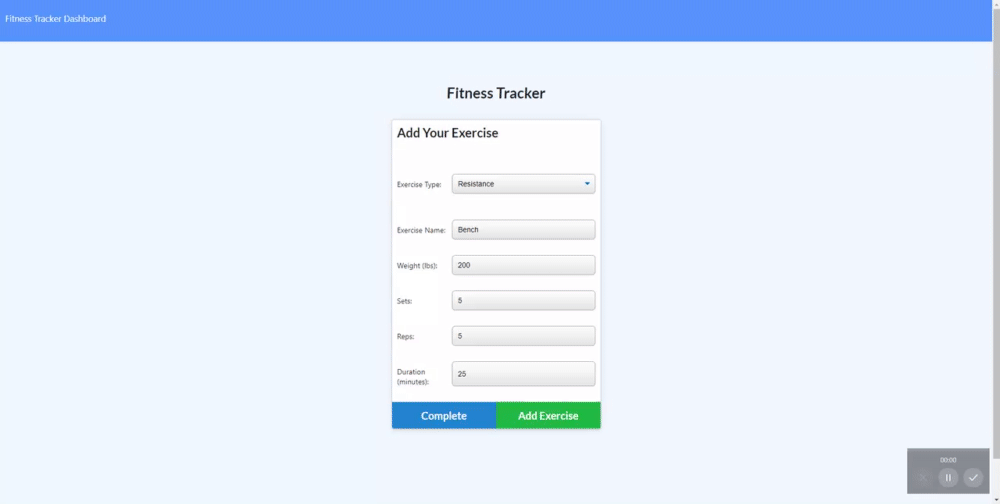 Fitness Tracker Dashboard
Fitness Tracker
Add Your Exercise
Exercise Type: Resistance
Exercise Name: Bench
Weight (lbs): 200
Sets: 5
Reps: 5
Duration
(minutes): 25
Complete Add Exercise
00:00